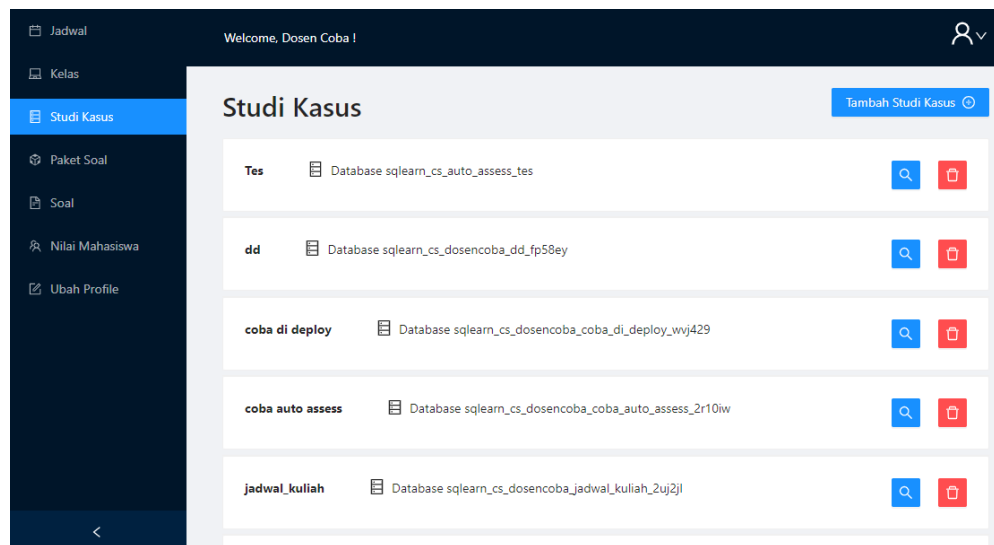 Jadwal
Kelas
Studi Kasus
Paket Soal
Soal
Nilai Mahasiswa
Ubah Profile
Welcome, Dosen Coba !
Studi Kasus
Tambah Studi Kasus
Tes Database sqlearn_cs_auto_assess_tes
dd Database sqlearn_cs_dosencoba_dd_fp58ey
coba di deploy Database sqlearn_cs_dosencoba_coba_di_deploy_wvj429
coba auto assess Database sqlearn_cs_dosencoba_coba_auto_assess_2r10iw
jadwal_kuliah Database sqlearn_cs_dosencoba_jadwal_kuliah_2uj2jl